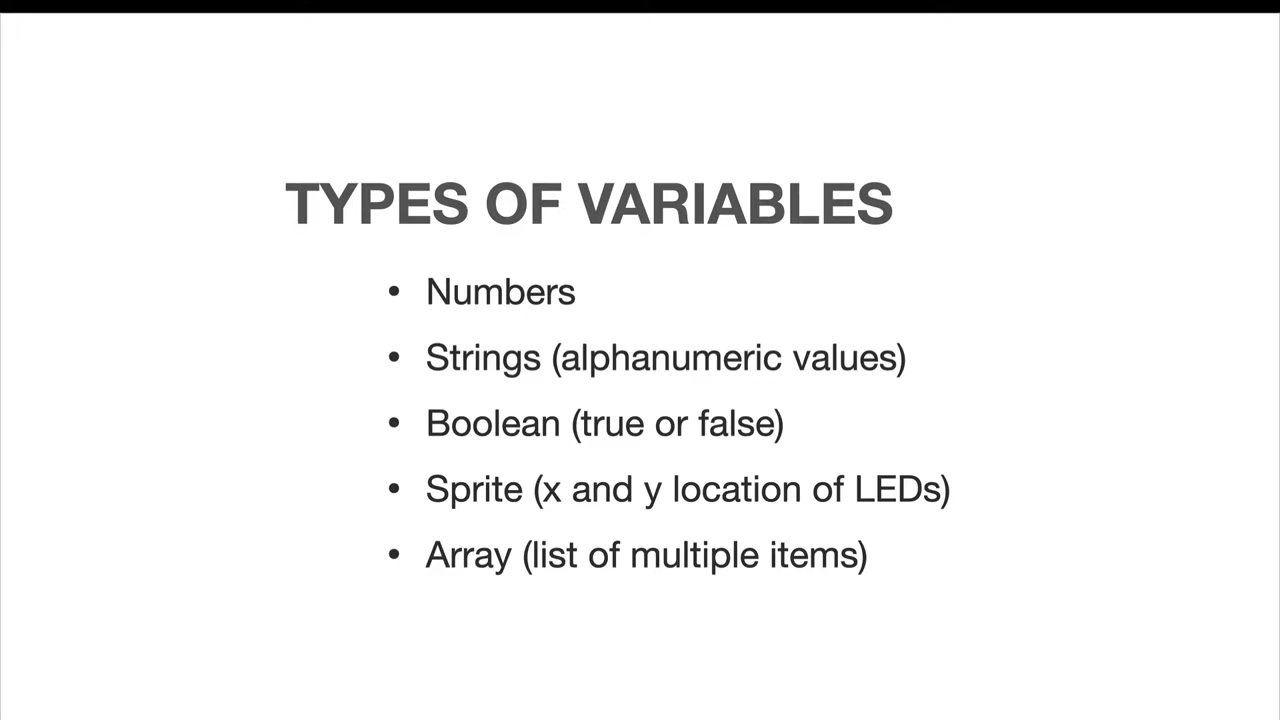 TYPES OF VARIABLES
• Numbers
• Strings (alphanumeric values)
• Boolean (true or false)
• Sprite (x and y location of LEDs)
• Array (list of multiple items)